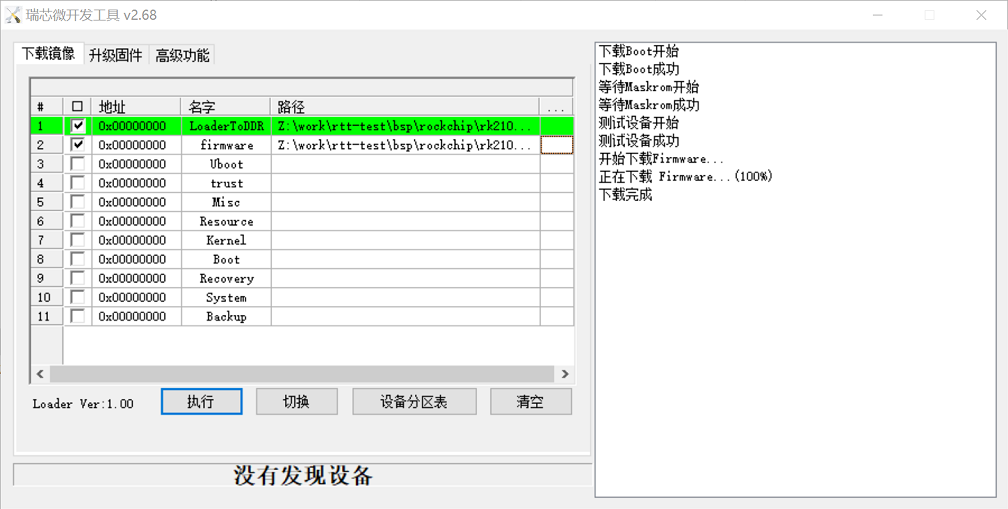 瑞芯微开发工具 v2.68
下载镜像 升级固件 高级功能
# 地址 名字 路径 ...
1 0x00000000 LoaderToDDR Z:\work\rtt-test\bsp\rockchip\rk210...
2 0x00000000 firmware Z:\work\rtt-test\bsp\rockchip\rk210...
3 0x00000000 Uboot
4 0x00000000 trust
5 0x00000000 Misc
6 0x00000000 Resource
7 0x00000000 Kernel
8 0x00000000 Boot
9 0x00000000 Recovery
10 0x00000000 System
11 0x00000000 Backup
Loader Ver:1.00 执行 切换 设备分区表 清空
没有发现设备
下载Boot开始
下载Boot成功
等待Maskrom开始
等待Maskrom成功
测试设备开始
测试设备成功
开始下载Firmware...
正在下载 Firmware...(100%)
下载完成